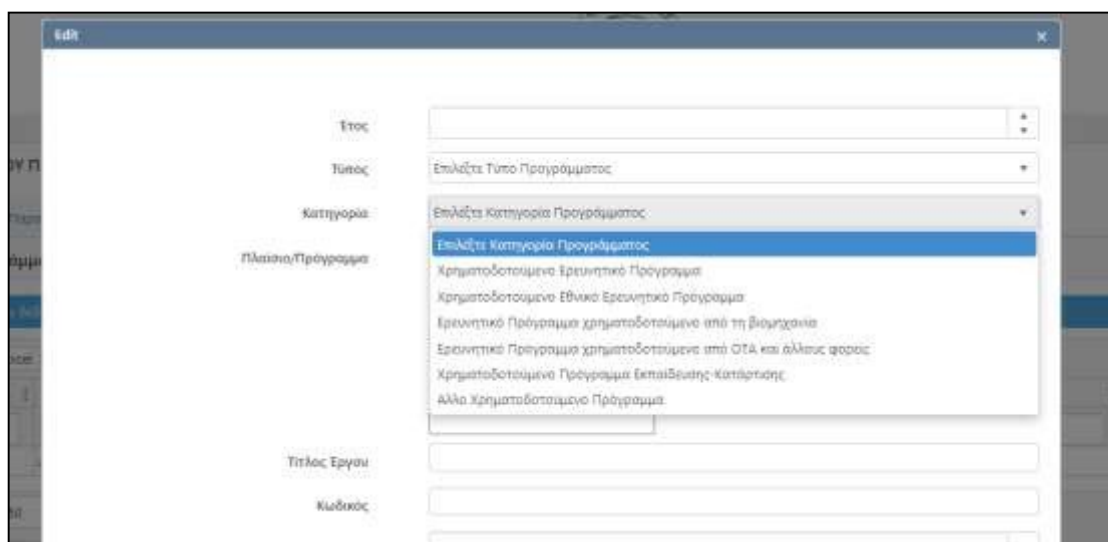 Edit ×
Έτος
Τύπος Επιλέξτε Τύπο Προγράμματος
Κατηγορία Επιλέξτε Κατηγορία Προγράμματος
Πλαίσιο/Πρόγραμμα
Επιλέξτε Κατηγορία Προγράμματος
Χρηματοδοτούμενο Ερευνητικό Πρόγραμμα
Χρηματοδοτούμενο Εθνικό Ερευνητικό Πρόγραμμα
Ερευνητικό Πρόγραμμα χρηματοδοτούμενο από τη βιομηχανία
Ερευνητικό Πρόγραμμα χρηματοδοτούμενο από ΟΤΑ και άλλους φορείς
Χρηματοδοτούμενο Πρόγραμμα Εκπαίδευσης-Κατάρτισης
Άλλο Χρηματοδοτούμενο Πρόγραμμα
Τίτλος Έργου
Κωδικός